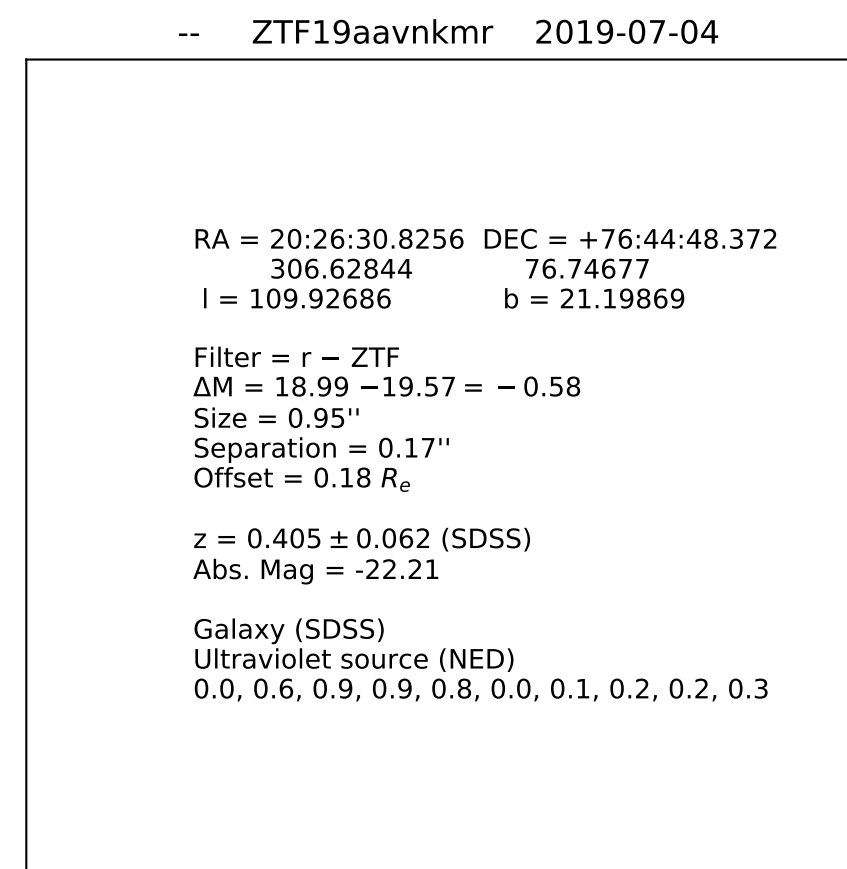 -- ZTF19aavnkmr 2019-07-04
RA = 20:26:30.8256 DEC = +76:44:48.372
306.62844 76.74677
l = 109.92686 b = 21.19869
Filter = r − ZTF
ΔM = 18.99 −19.57 = − 0.58
Size = 0.95''
Separation = 0.17''
Offset = 0.18 Re
z = 0.405 ± 0.062 (SDSS)
Abs. Mag = -22.21
Galaxy (SDSS)
Ultraviolet source (NED)
0.0, 0.6, 0.9, 0.9, 0.8, 0.0, 0.1, 0.2, 0.2, 0.3